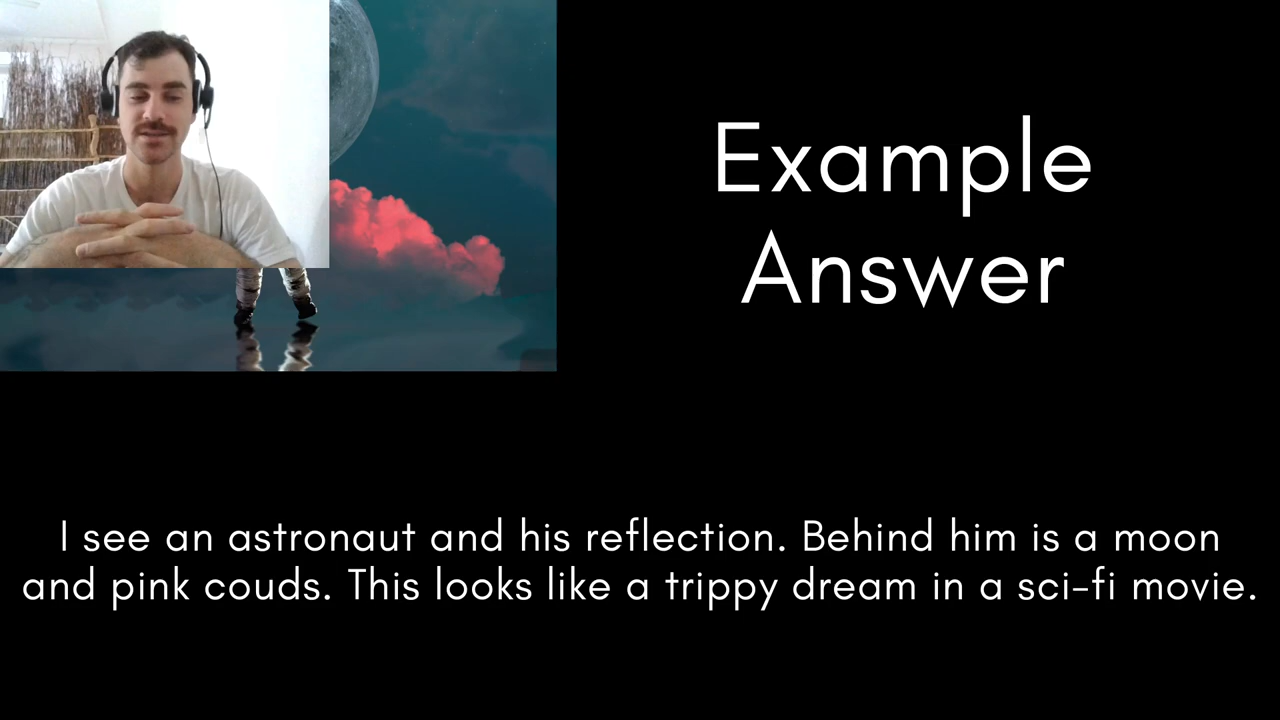 Example
Answer
I see an astronaut and his reflection. Behind him is a moon
and pink couds. This looks like a trippy dream in a sci-fi movie.